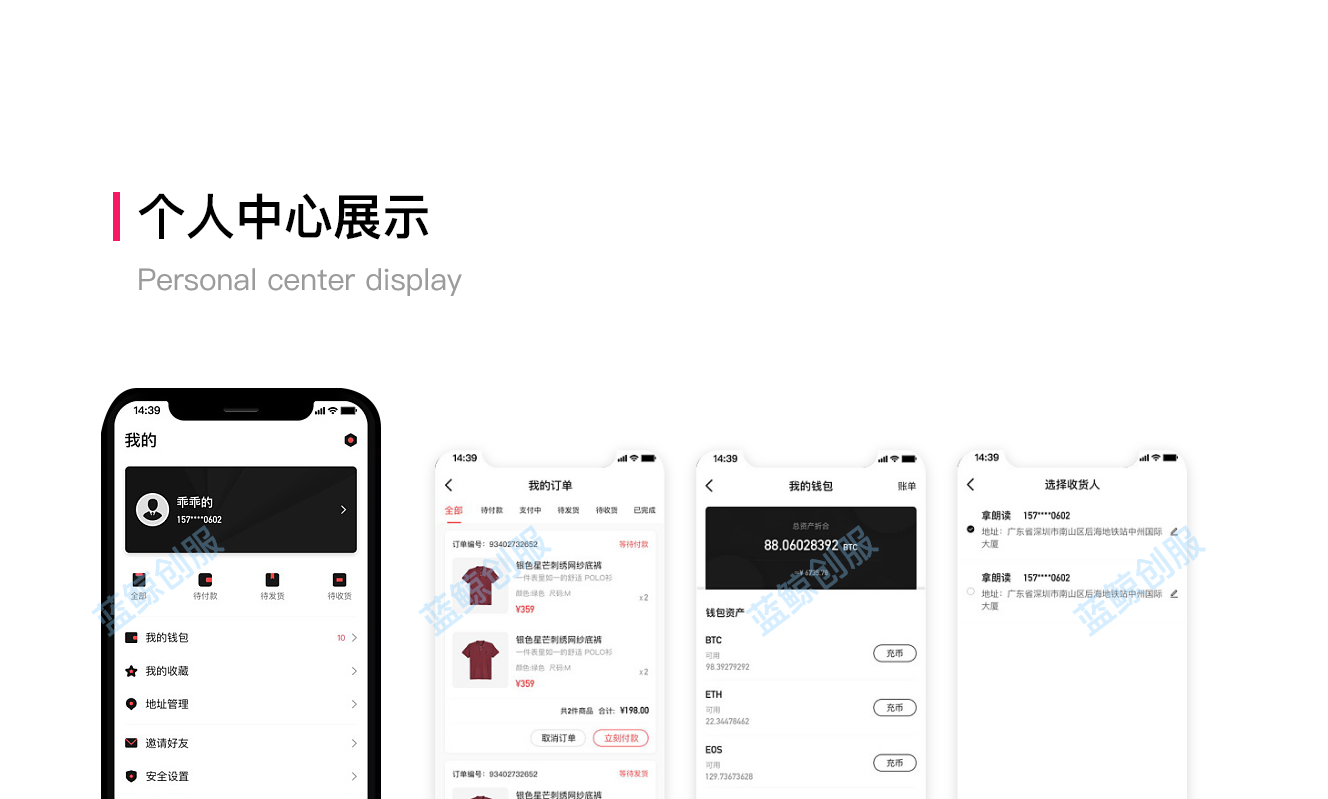 个人中心展示
Personal center display
14:39
我的
乖乖的
157****0602
全部
待付款
待发货
待收货
我的钱包
10
我的收藏
地址管理
邀请好友
安全设置
蓝鲸创服
14:39
我的订单
全部 待付款 支付中 待发货 待收货 已完成
订单编号：93402732652 等待付款
银色星芒刺绣网纱底裤
一件表里如一的舒适 POLO衫
颜色:绿色 尺码:M
x2
¥359
银色星芒刺绣网纱底裤
一件表里如一的舒适 POLO衫
颜色:绿色 尺码:M
x2
¥359
共2件商品 合计: ¥198.00
取消订单 立刻付款
订单编号：93402732652 等待发货
银色星芒刺绣网纱底裤
蓝鲸创服
14:39
我的钱包 账单
总资产折合
88.06028392 BTC
≈¥ 6735.78
钱包资产
BTC
可用
98.39279292
充币
ETH
可用
22.34478462
充币
EOS
可用
129.73673628
充币
蓝鲸创服
14:39
选择收货人
拿朗读 157****0602
地址：广东省深圳市南山区后海地铁站中州国际
大厦
拿朗读 157****0602
地址：广东省深圳市南山区后海地铁站中州国际
大厦
蓝鲸创服